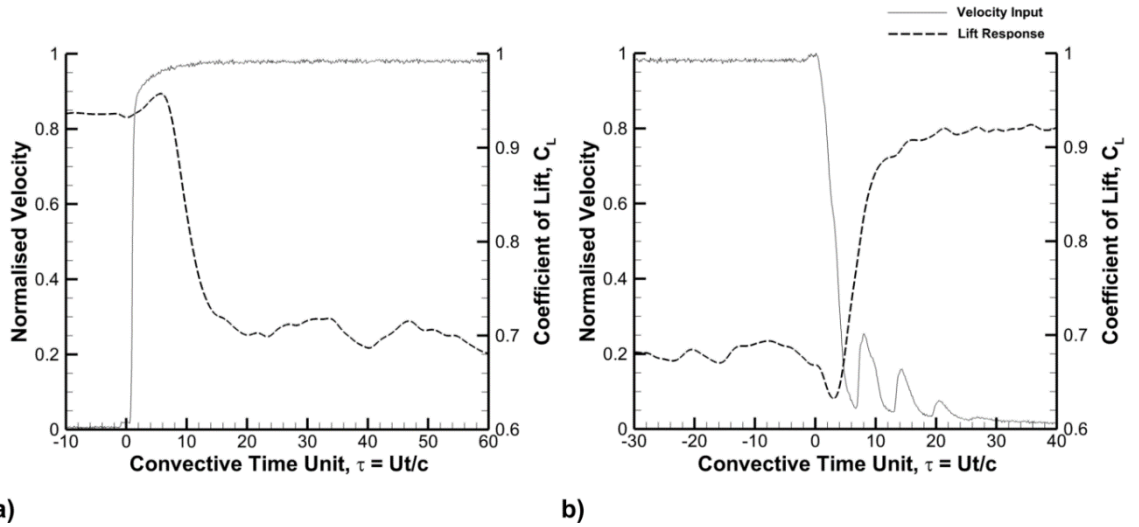 Velocity Input
Lift Response
1
0.8
0.6
0.4
0.2
0
Normalised Velocity
1
0.9
0.8
0.7
0.6
Coefficient of Lift, C_L
-10 0 10 20 30 40 50 60
Convective Time Unit, τ = Ut/c
a)
1
0.8
0.6
0.4
0.2
0
Normalised Velocity
1
0.9
0.8
0.7
0.6
Coefficient of Lift, C_L
-30 -20 -10 0 10 20 30 40
Convective Time Unit, τ = Ut/c
b)